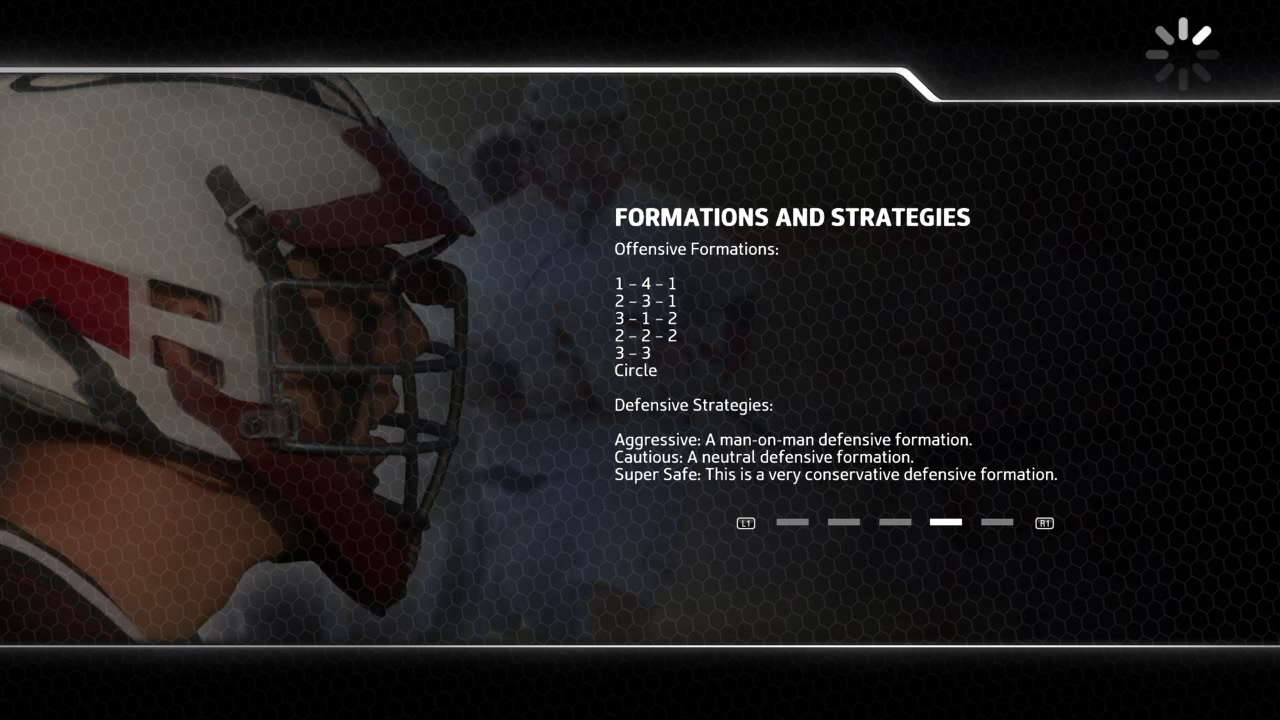 FORMATIONS AND STRATEGIES
Offensive Formations:
1 – 4 – 1
2 – 3 – 1
3 – 1 – 2
2 – 2 – 2
3 – 3
Circle
Defensive Strategies:
Aggressive: A man-on-man defensive formation.
Cautious: A neutral defensive formation.
Super Safe: This is a very conservative defensive formation.
L1 R1